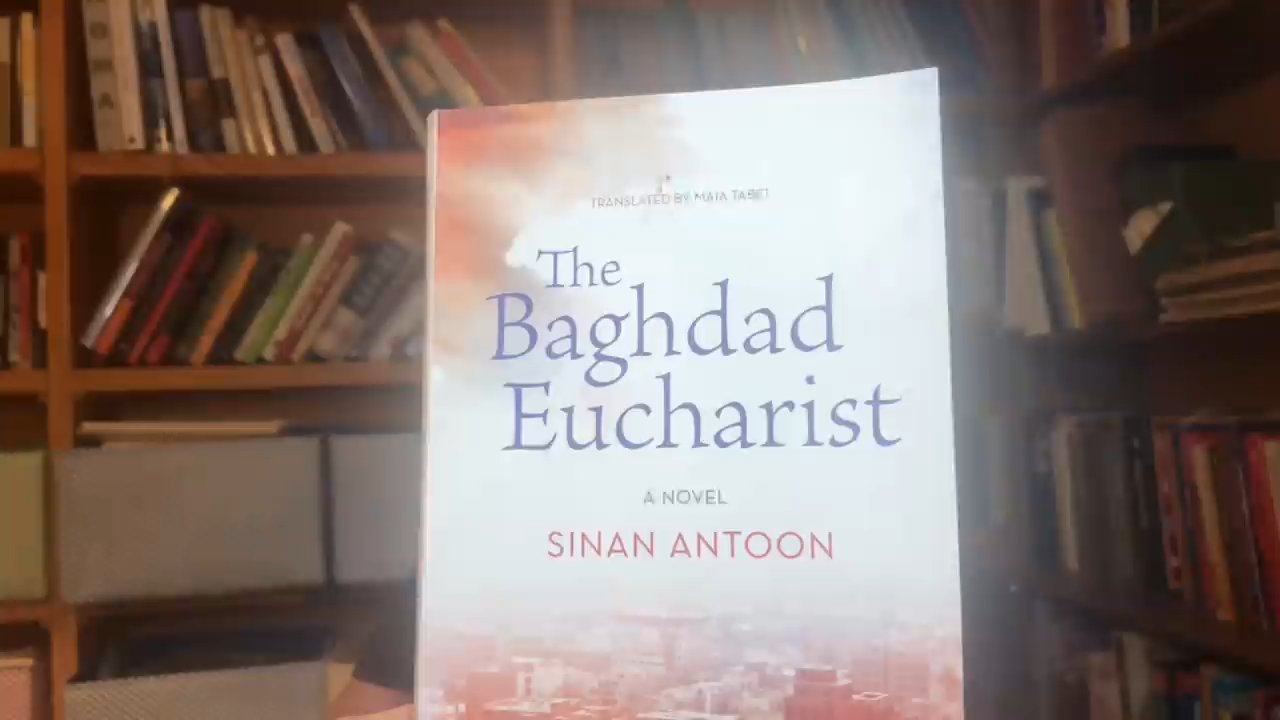 TRANSLATED BY MAIA TABET
The
Baghdad
Eucharist
A NOVEL
SINAN ANTOON